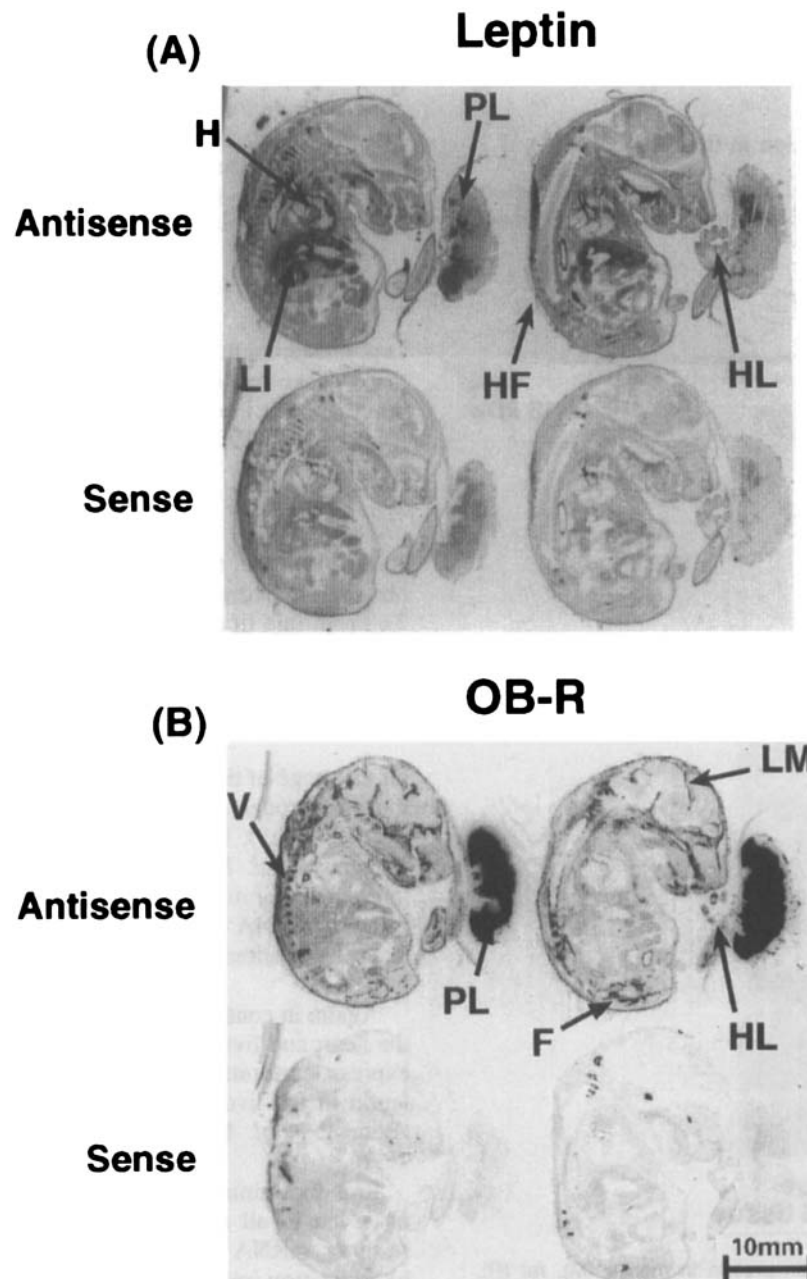 (A)
Leptin
H
PL
Antisense
LI
HF
HL
Sense
(B)
OB-R
V
LM
Antisense
PL
F
HL
Sense
10mm